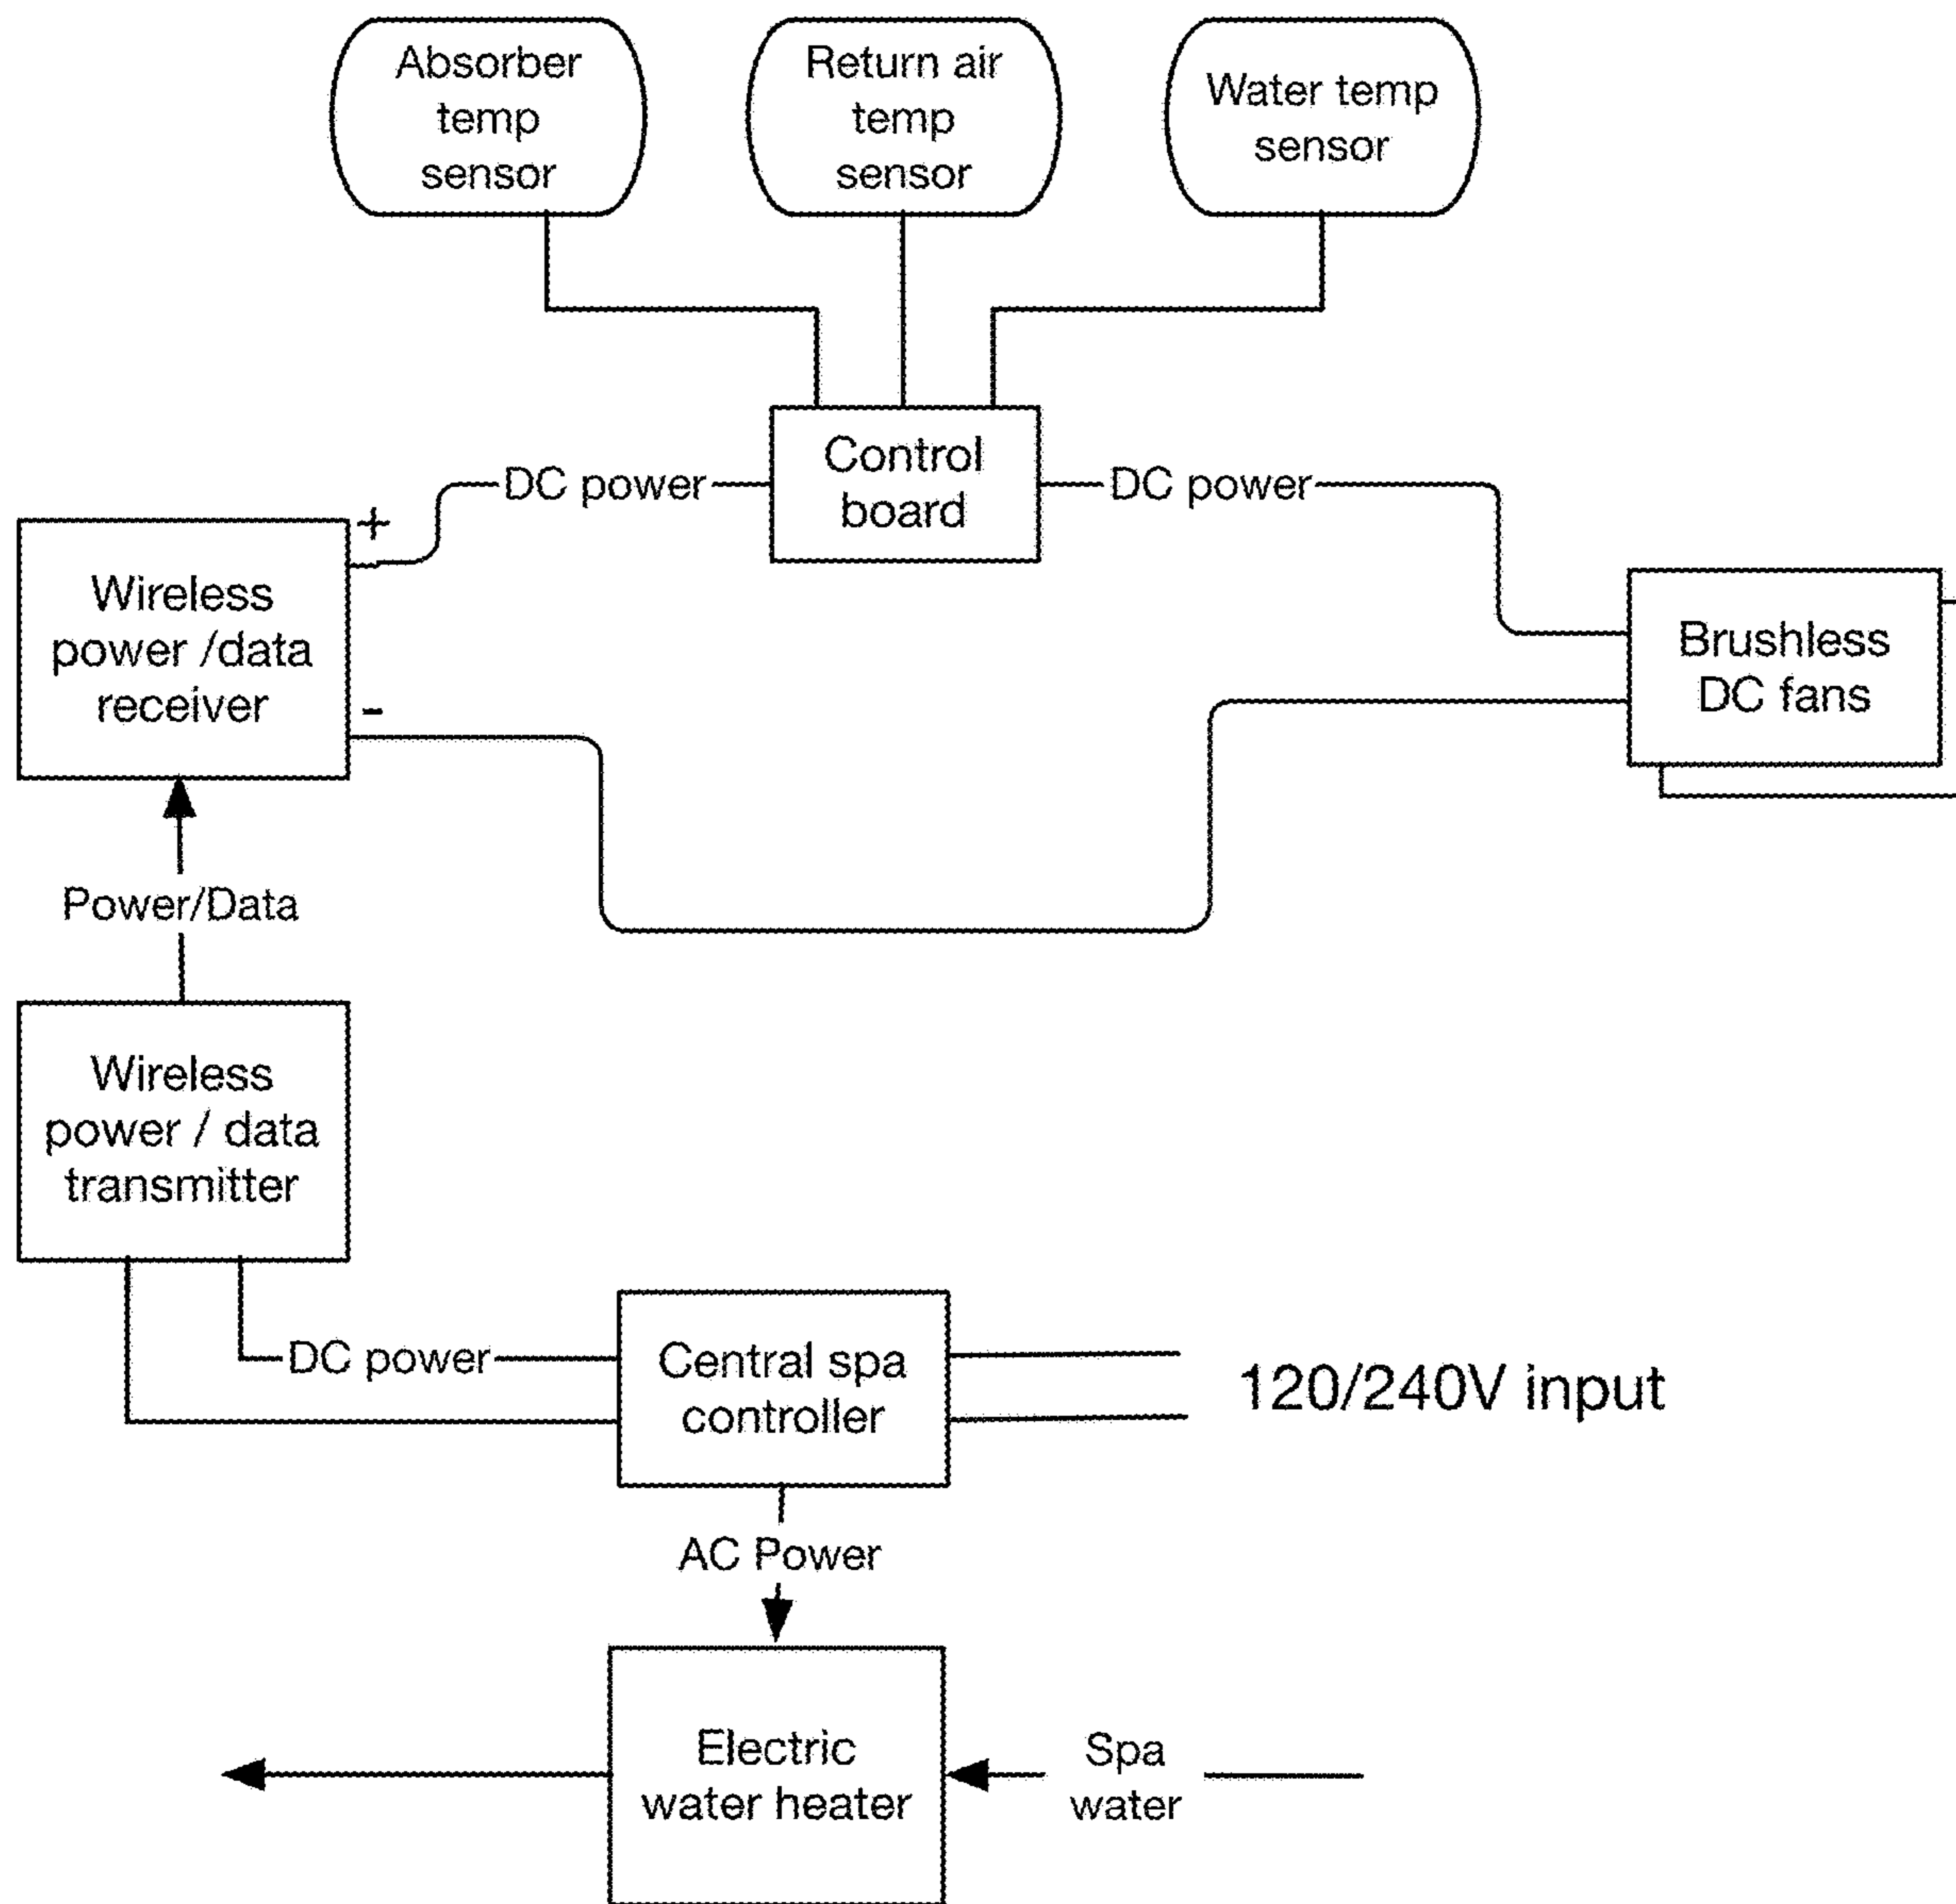 Absorber
temp
sensor
Return air
temp
sensor
Water temp
sensor
Control
board
DC power
DC power
+
Wireless
power /data
receiver
-
Brushless
DC fans
Power/Data
Wireless
power / data
transmitter
DC power
Central spa
controller
120/240V input
AC Power
Electric
water heater
Spa
water